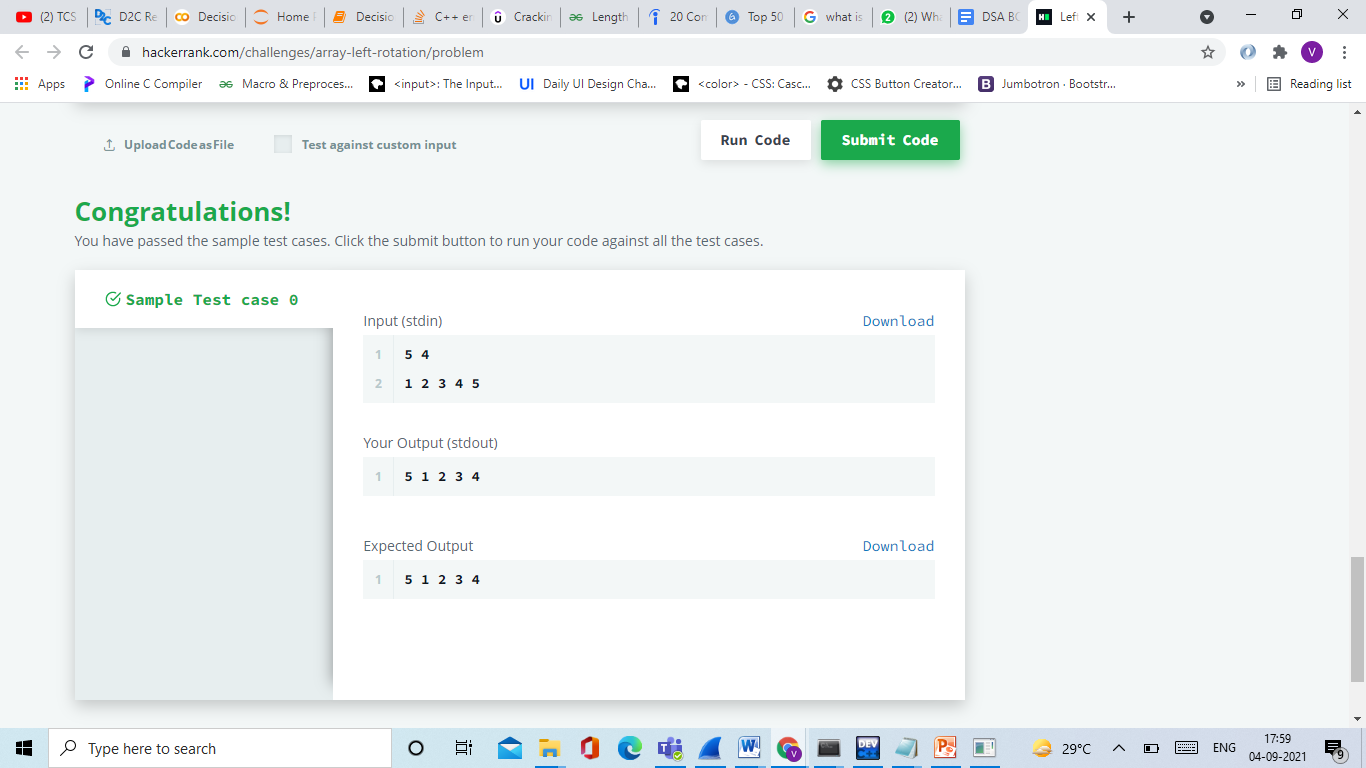 (2) TCS D2C Re Decisio Home Decisio C++ er Crackin Length 20 Con Top 50 what is (2) Wha DSA BC Left
hackerrank.com/challenges/array-left-rotation/problem V
Apps Online C Compiler Macro & Preproces... <input>: The Input... UI Daily UI Design Cha... <color> - CSS: Casc... CSS Button Creator... B Jumbotron · Bootstr... » Reading list
Upload Code as File Test against custom input Run Code Submit Code
Congratulations!
You have passed the sample test cases. Click the submit button to run your code against all the test cases.
Sample Test case 0
Input (stdin) Download
1 5 4
2 1 2 3 4 5
Your Output (stdout)
1 5 1 2 3 4
Expected Output Download
1 5 1 2 3 4
Type here to search 29°C ENG 17:59
04-09-2021 9